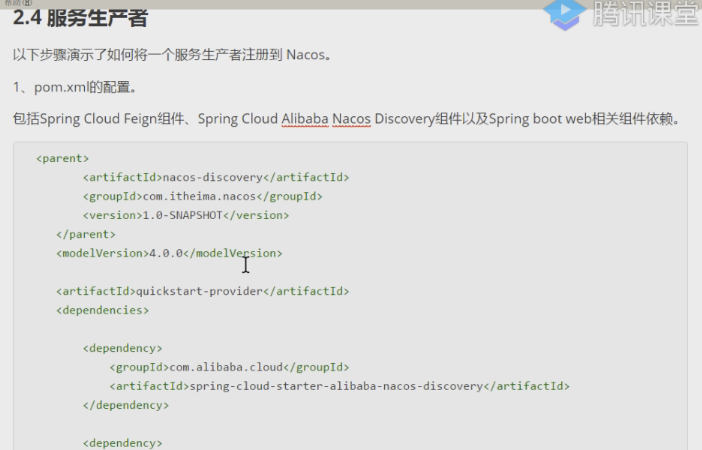 2.4 服务生产者
腾讯课堂
以下步骤演示了如何将一个服务生产者注册到 Nacos。
1、pom.xml的配置。
包括Spring Cloud Feign组件、Spring Cloud Alibaba Nacos Discovery组件以及Spring boot web相关组件依赖。
<parent>
<artifactId>nacos-discovery</artifactId>
<groupId>com.itheima.nacos</groupId>
<version>1.0-SNAPSHOT</version>
</parent>
<modelVersion>4.0.0</modelVersion>
<artifactId>quickstart-provider</artifactId>
<dependencies>
<dependency>
<groupId>com.alibaba.cloud</groupId>
<artifactId>spring-cloud-starter-alibaba-nacos-discovery</artifactId>
</dependency>
<dependency>